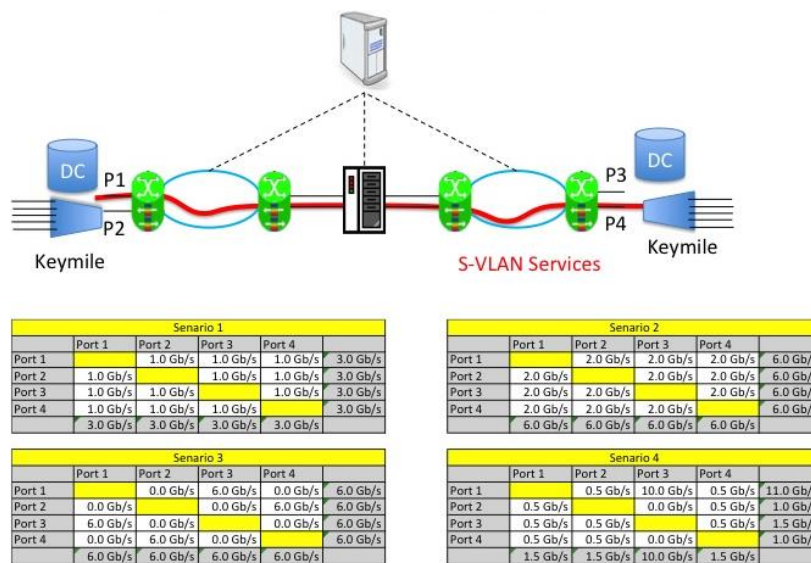 DC
P1
P2
Keymile
P3
DC
P4
Keymile
S-VLAN Services
Senario 1
Port 1 Port 2 Port 3 Port 4
Port 1 1.0 Gb/s 1.0 Gb/s 1.0 Gb/s 3.0 Gb/s
Port 2 1.0 Gb/s 1.0 Gb/s 1.0 Gb/s 3.0 Gb/s
Port 3 1.0 Gb/s 1.0 Gb/s 1.0 Gb/s 3.0 Gb/s
Port 4 1.0 Gb/s 1.0 Gb/s 1.0 Gb/s 3.0 Gb/s
3.0 Gb/s 3.0 Gb/s 3.0 Gb/s 3.0 Gb/s
Senario 2
Port 1 Port 2 Port 3 Port 4
Port 1 2.0 Gb/s 2.0 Gb/s 2.0 Gb/s 6.0 Gb/
Port 2 2.0 Gb/s 2.0 Gb/s 2.0 Gb/s 6.0 Gb/
Port 3 2.0 Gb/s 2.0 Gb/s 2.0 Gb/s 6.0 Gb/
Port 4 2.0 Gb/s 2.0 Gb/s 2.0 Gb/s 6.0 Gb/
6.0 Gb/s 6.0 Gb/s 6.0 Gb/s 6.0 Gb/s
Senario 3
Port 1 Port 2 Port 3 Port 4
Port 1 0.0 Gb/s 6.0 Gb/s 0.0 Gb/s 6.0 Gb/s
Port 2 0.0 Gb/s 0.0 Gb/s 6.0 Gb/s 6.0 Gb/s
Port 3 6.0 Gb/s 0.0 Gb/s 0.0 Gb/s 6.0 Gb/s
Port 4 0.0 Gb/s 6.0 Gb/s 0.0 Gb/s 6.0 Gb/s
6.0 Gb/s 6.0 Gb/s 6.0 Gb/s 6.0 Gb/s
Senario 4
Port 1 Port 2 Port 3 Port 4
Port 1 0.5 Gb/s 10.0 Gb/s 0.5 Gb/s 11.0 Gb/
Port 2 0.5 Gb/s 0.0 Gb/s 0.5 Gb/s 1.0 Gb/
Port 3 0.5 Gb/s 0.5 Gb/s 0.5 Gb/s 1.5 Gb/
Port 4 0.5 Gb/s 0.5 Gb/s 0.0 Gb/s 1.0 Gb/
1.5 Gb/s 1.5 Gb/s 10.0 Gb/s 1.5 Gb/s